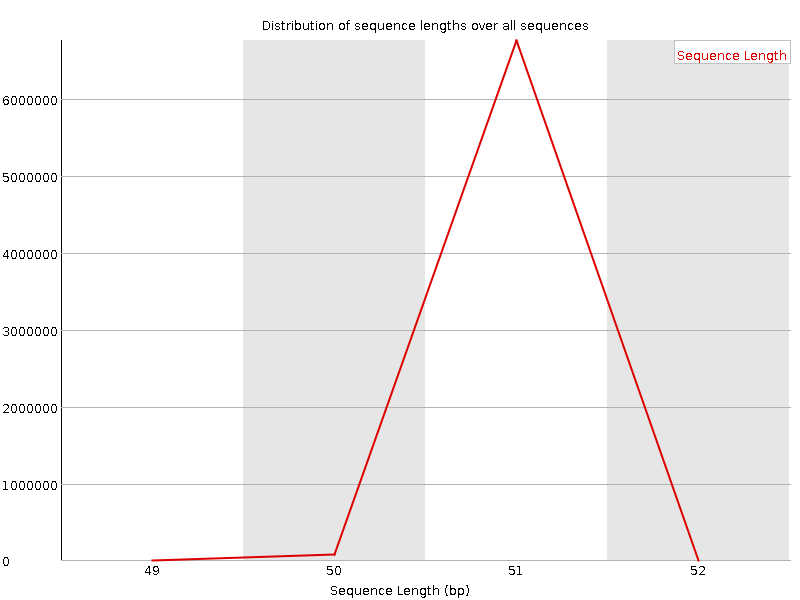 Distribution of sequence lengths over all sequences
Sequence Length
6000000
5000000
4000000
3000000
2000000
1000000
0
49 50 51 52
Sequence Length (bp)